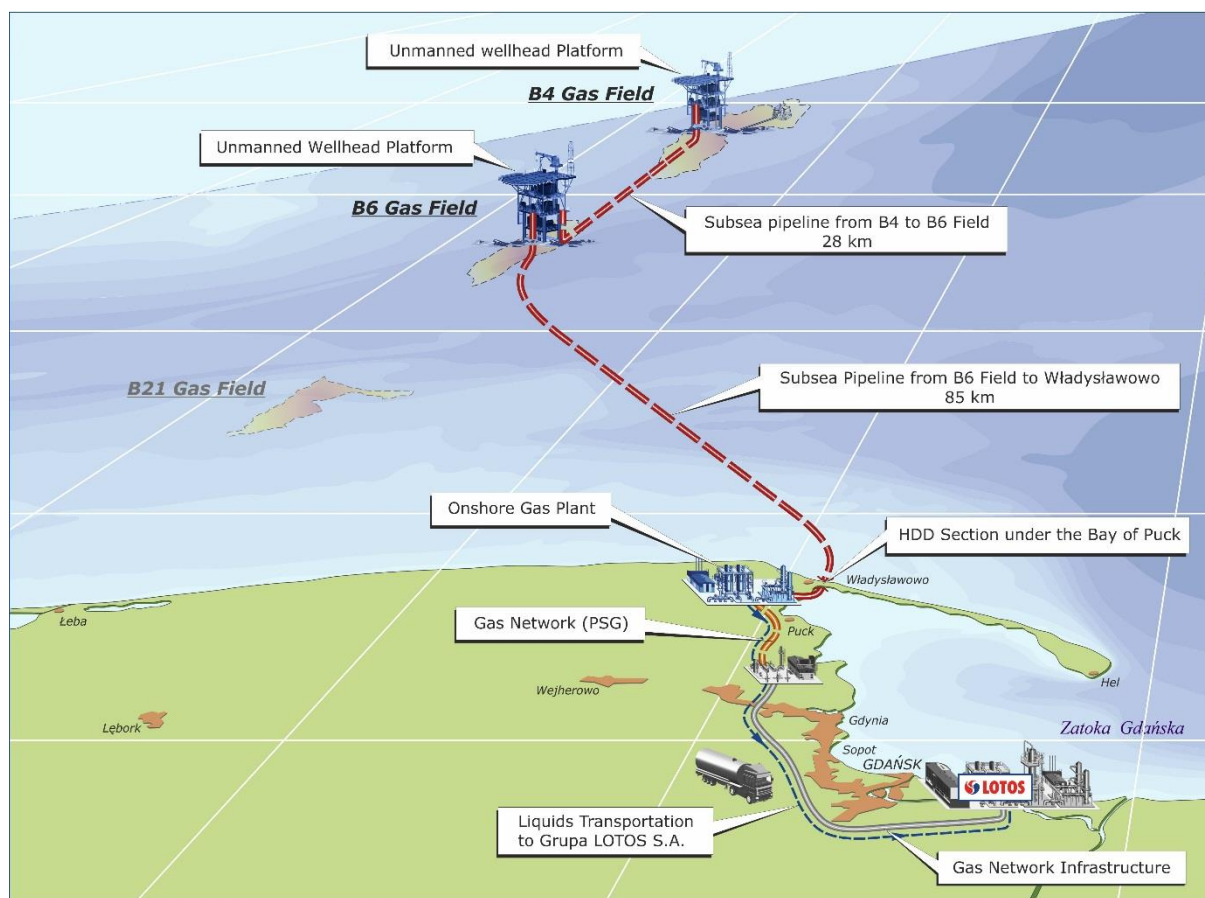 Unmanned wellhead Platform
B4 Gas Field
Unmanned Wellhead Platform
B6 Gas Field
Subsea pipeline from B4 to B6 Field
28 km
B21 Gas Field
Subsea Pipeline from B6 Field to Władysławowo
85 km
Onshore Gas Plant
HDD Section under the Bay of Puck
Władysławowo
Łeba
Gas Network (PSG)
Puck
Wejherowo
Hel
Lębork
Gdynia
Zatoka Gdańska
Sopot
GDAŃSK
LOTOS
Liquids Transportation
to Grupa LOTOS S.A.
Gas Network Infrastructure